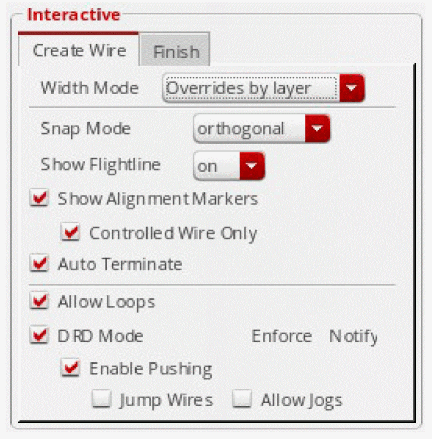 Interactive
Create Wire Finish
Width Mode Overrides by layer
Snap Mode orthogonal
Show Flightline on
Show Alignment Markers
Controlled Wire Only
Auto Terminate
Allow Loops
DRD Mode Enforce Notify
Enable Pushing
Jump Wires Allow Jogs